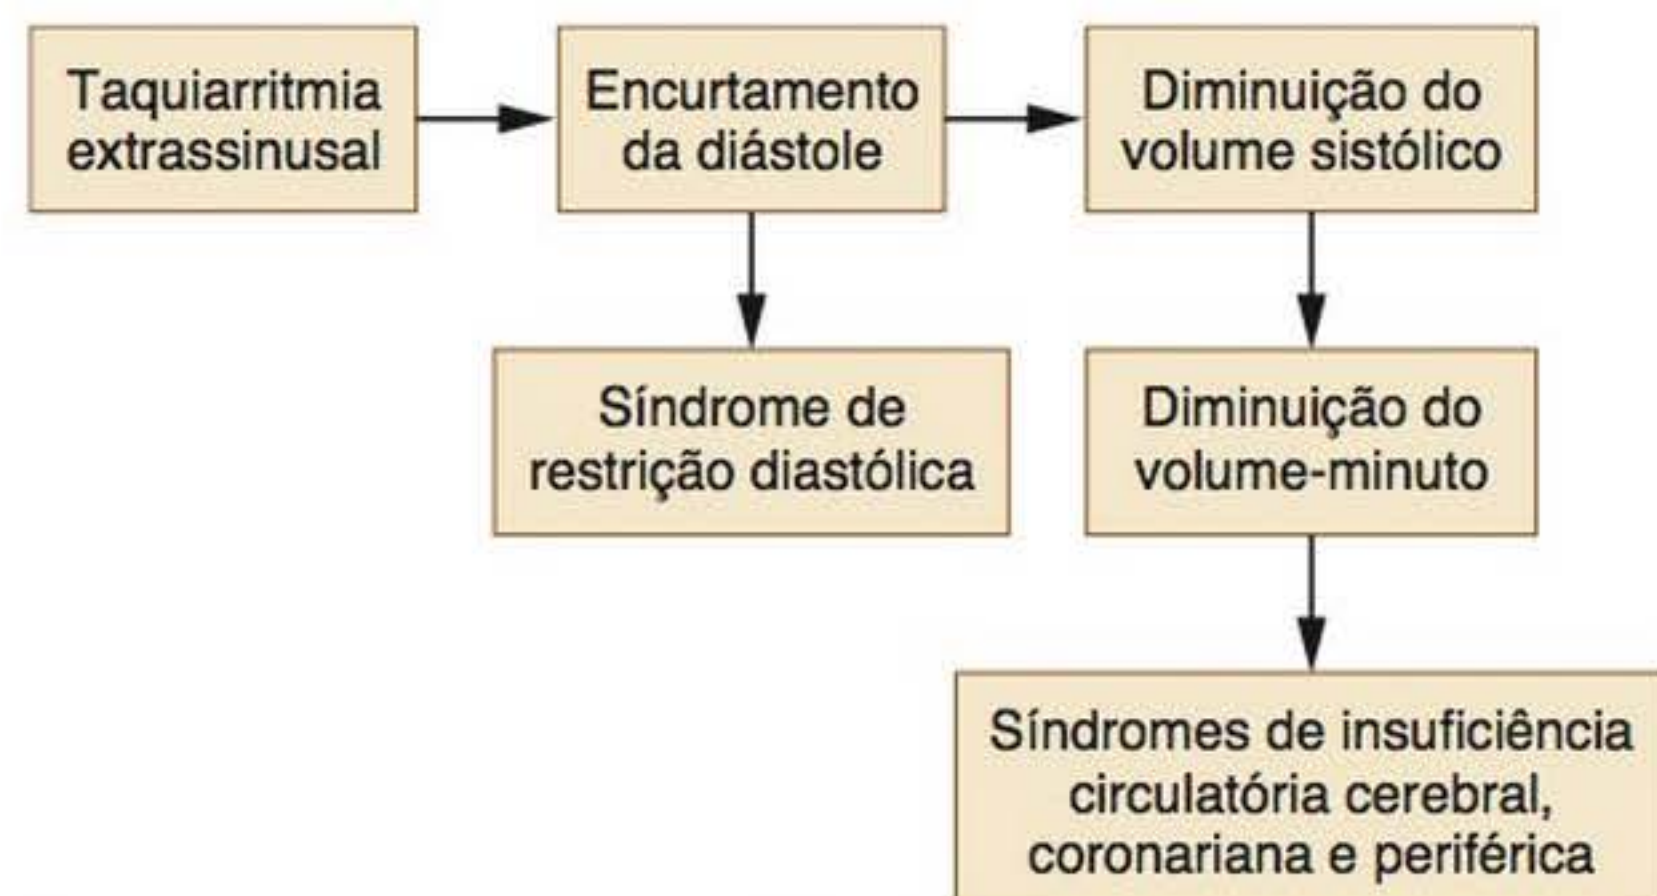 Taquiarritmia
extrassinusal
Encurtamento
da diástole
Diminuição do
volume sistólico
Síndrome de
restrição diastólica
Diminuição do
volume-minuto
Síndromes de insuficiência
circulatória cerebral,
coronariana e periférica